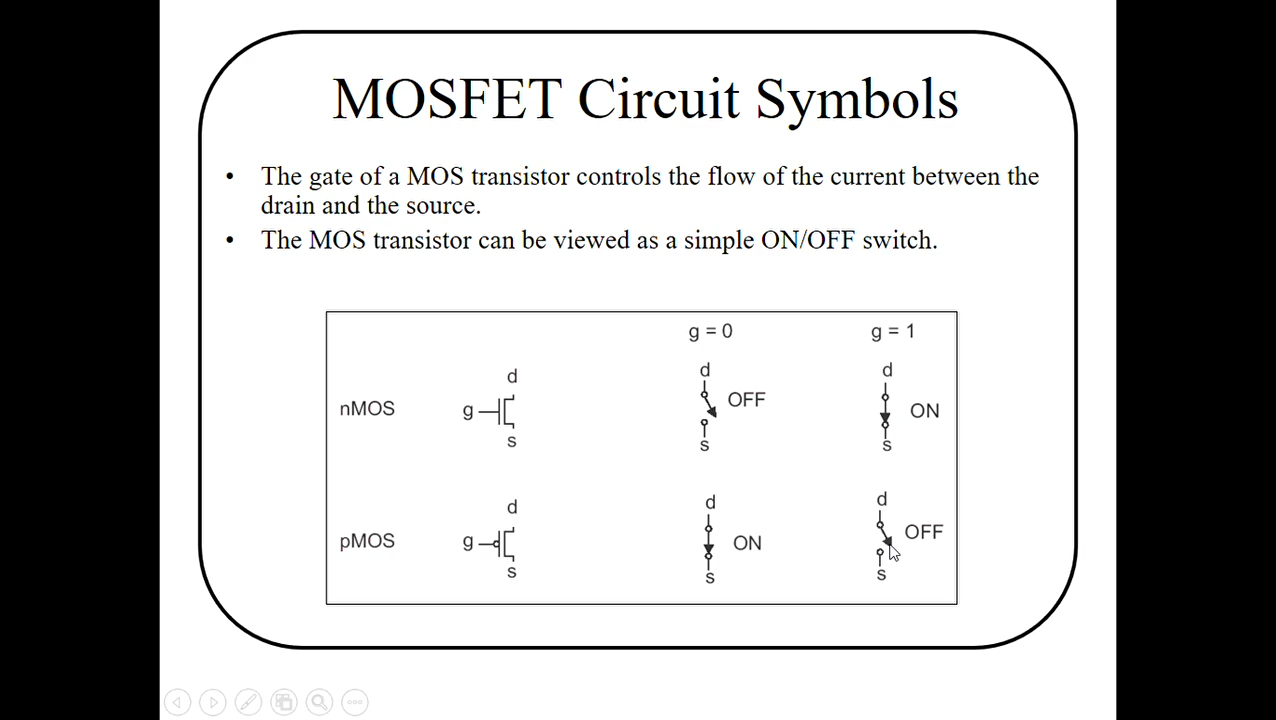 MOSFET Circuit Symbols
• The gate of a MOS transistor controls the flow of the current between the
drain and the source.
• The MOS transistor can be viewed as a simple ON/OFF switch.
g = 0 g = 1
d d d
nMOS g OFF ON
s s s
d d d
pMOS g ON OFF
s s s